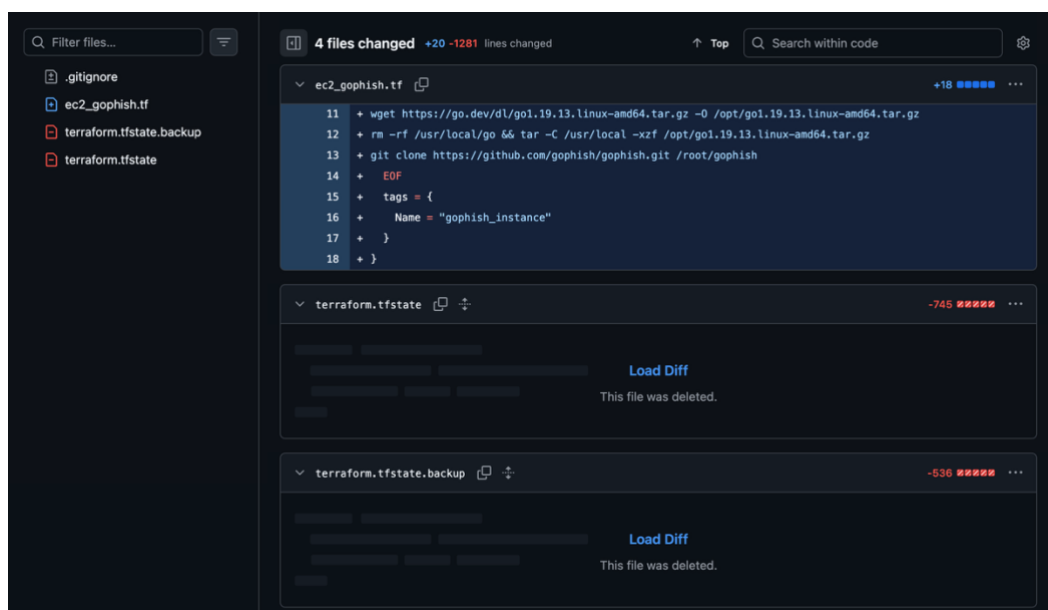 Filter files...
.gitignore
ec2_gophish.tf
terraform.tfstate.backup
terraform.tfstate
4 files changed +20 -1281 lines changed
Top
Search within code
ec2_gophish.tf
+18
11 + wget https://go.dev/dl/go1.19.13.linux-amd64.tar.gz -O /opt/go1.19.13.linux-amd64.tar.gz
12 + rm -rf /usr/local/go && tar -C /usr/local -xzf /opt/go1.19.13.linux-amd64.tar.gz
13 + git clone https://github.com/gophish/gophish.git /root/gophish
14 + EOF
15 + tags = {
16 + Name = "gophish_instance"
17 + }
18 + }
terraform.tfstate
-745
Load Diff
This file was deleted.
terraform.tfstate.backup
-536
Load Diff
This file was deleted.